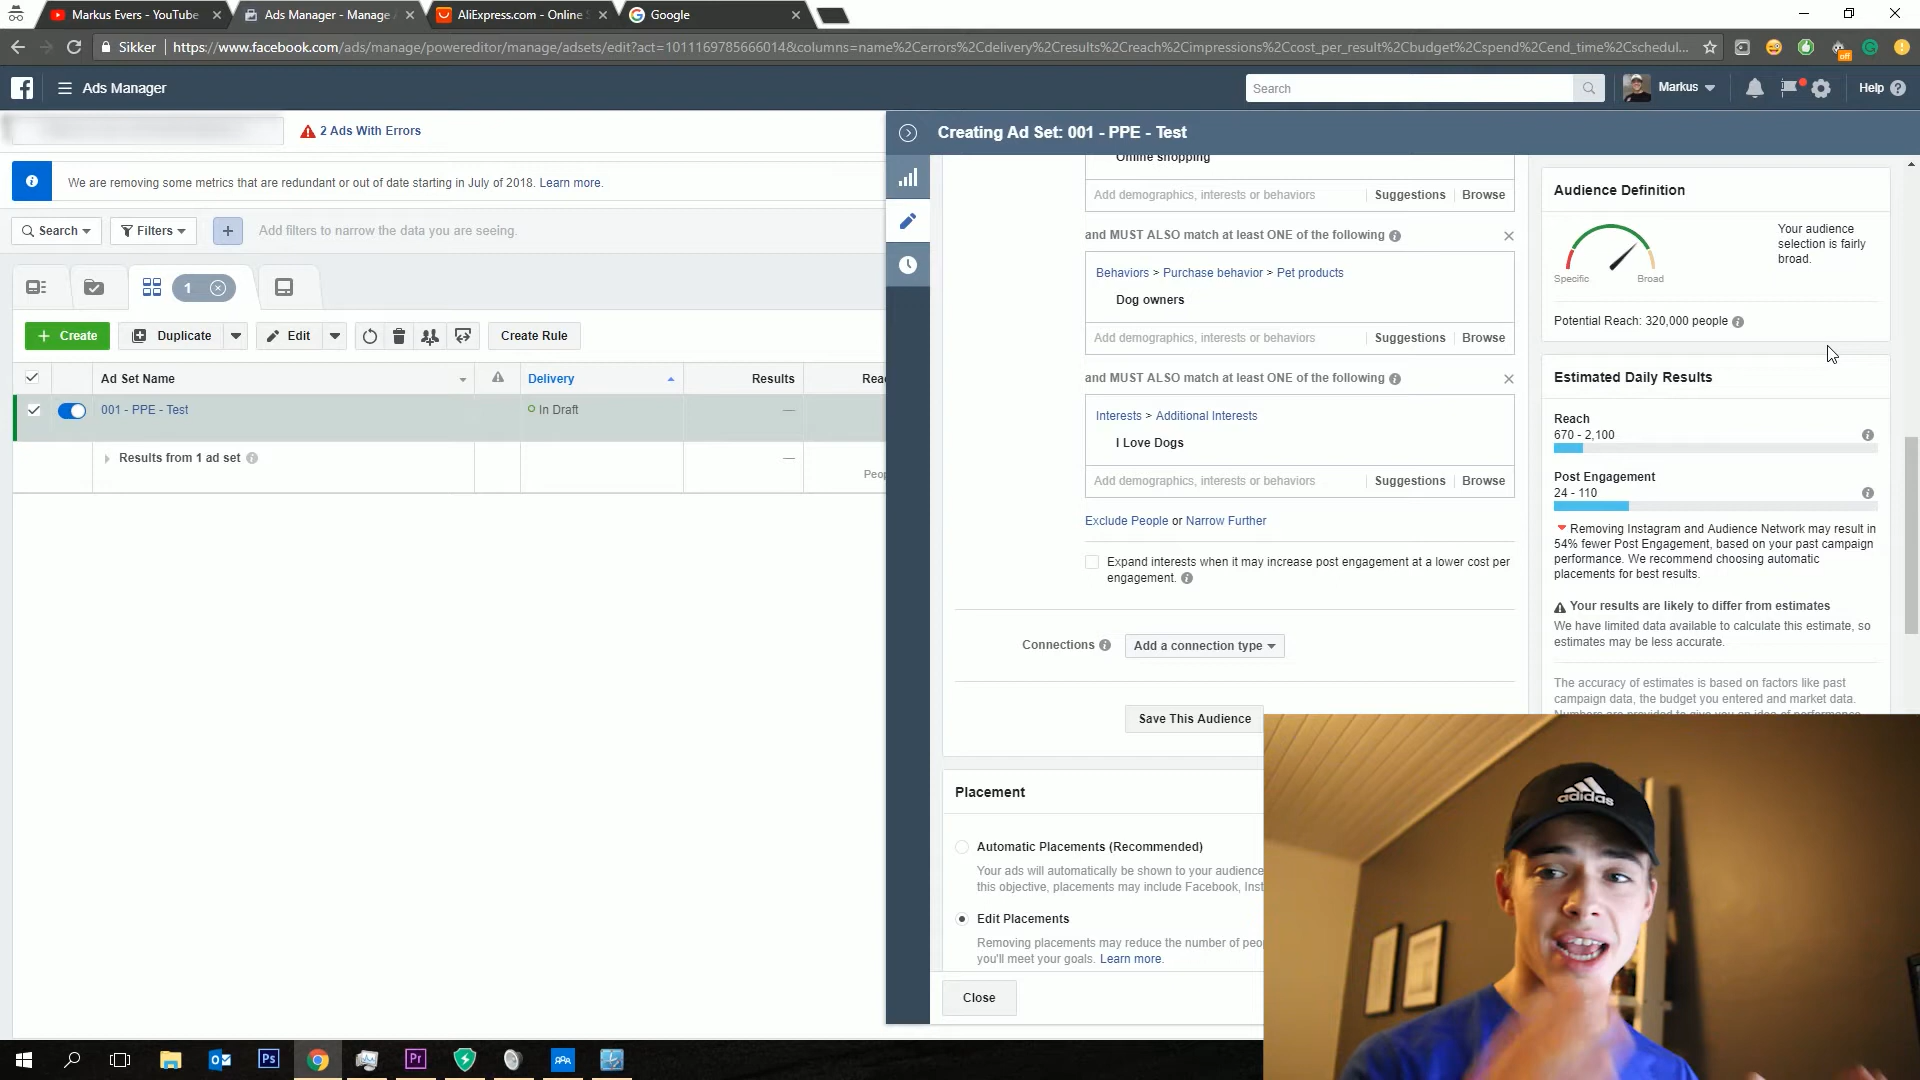 Markus Evers - YouTube
Ads Manager - Manage
AliExpress.com - Online
Google
Sikker
https://www.facebook.com/ads/manage/powereditor/manage/adsets/edit?act=1011169785666014&columns=name%2Cerrors%2Cdelivery%2Cresults%2Creach%2Cimpressions%2Ccost_per_result%2Cbudget%2Cspend%2Cend_time%2Cschedul...
off
Ads Manager
Search
Markus
Help
2 Ads With Errors
We are removing some metrics that are redundant or out of date starting in July of 2018. Learn more.
Search
Filters
Add filters to narrow the data you are seeing.
1
Create
Duplicate
Edit
Create Rule
Ad Set Name
Delivery
Results
Reac
001 - PPE - Test
In Draft
—
Results from 1 ad set
—
Peop
Creating Ad Set: 001 - PPE - Test
Online shopping
Add demographics, interests or behaviors
Suggestions
Browse
and MUST ALSO match at least ONE of the following
Behaviors > Purchase behavior > Pet products
Dog owners
Add demographics, interests or behaviors
Suggestions
Browse
and MUST ALSO match at least ONE of the following
Interests > Additional Interests
I Love Dogs
Add demographics, interests or behaviors
Suggestions
Browse
Exclude People or Narrow Further
Expand interests when it may increase post engagement at a lower cost per
engagement.
Connections
Add a connection type
Save This Audience
Placement
Automatic Placements (Recommended)
Your ads will automatically be shown to your audience
this objective, placements may include Facebook, Inst
Edit Placements
Removing placements may reduce the number of peop
you'll meet your goals. Learn more.
Close
Audience Definition
Specific
Broad
Your audience
selection is fairly
broad.
Potential Reach: 320,000 people
Estimated Daily Results
Reach
670 - 2,100
Post Engagement
24 - 110
Removing Instagram and Audience Network may result in
54% fewer Post Engagement, based on your past campaign
performance. We recommend choosing automatic
placements for best results.
Your results are likely to differ from estimates
We have limited data available to calculate this estimate, so
estimates may be less accurate.
The accuracy of estimates is based on factors like past
campaign data, the budget you entered and market data.
Numbers are provided to give you an idea of performance
adidas
Ps
Pr